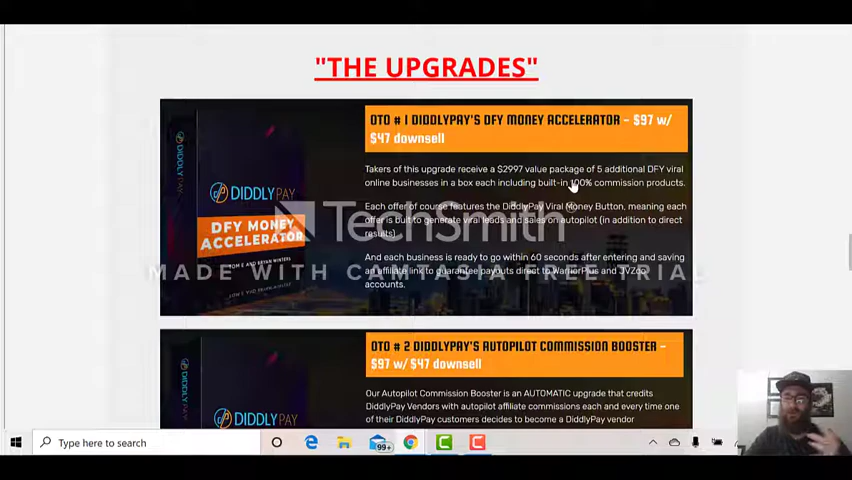 "THE UPGRADES"
OTO # 1 DIDDLYPAY'S DFY MONEY ACCELERATOR - $97 w/
$47 downsell
Takers of this upgrade receive a $2997 value package of 5 additional DFY viral
online businesses in a box each including built-in 100% commission products.
Each offer of course features the DiddlyPay Viral Money Button, meaning each
offer is built to generate viral leads and sales on autopilot (in addition to direct
results).
And each business is ready to go within 60 seconds after entering and saving
an affiliate link to guarantee payouts direct to WarriorPlus and JVZoo
accounts.
DIDDLY PAY
DIDDLYPAY
DFY MONEY
ACCELERATOR
TOM E AND BRYAN WINTERS
TechSmith
MADE WITH CAMTASIA FREE TRIAL
OTO # 2 DIDDLYPAY'S AUTOPILOT COMMISSION BOOSTER -
$97 w/ $47 downsell
Our Autopilot Commission Booster is an AUTOMATIC upgrade that credits
DiddlyPay Vendors with autopilot affiliate commissions each and every time one
of their DiddlyPay customers decides to become a DiddlyPay vendor
DIDDLYPAY
Type here to search
99+